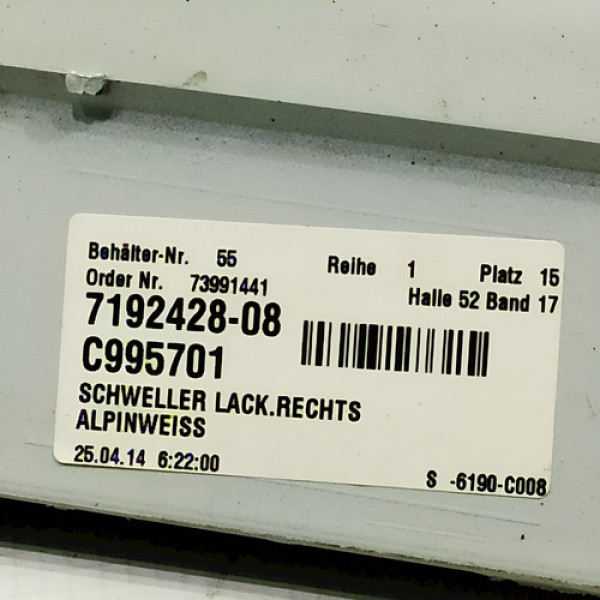 Behälter-Nr. 55 Reihe 1 Platz 15
Order Nr. 73991441 Halle 52 Band 17
7192428-08
C995701
SCHWELLER LACK.RECHTS
ALPINWEISS
25.04.14 6:22:00 S -6190-C008